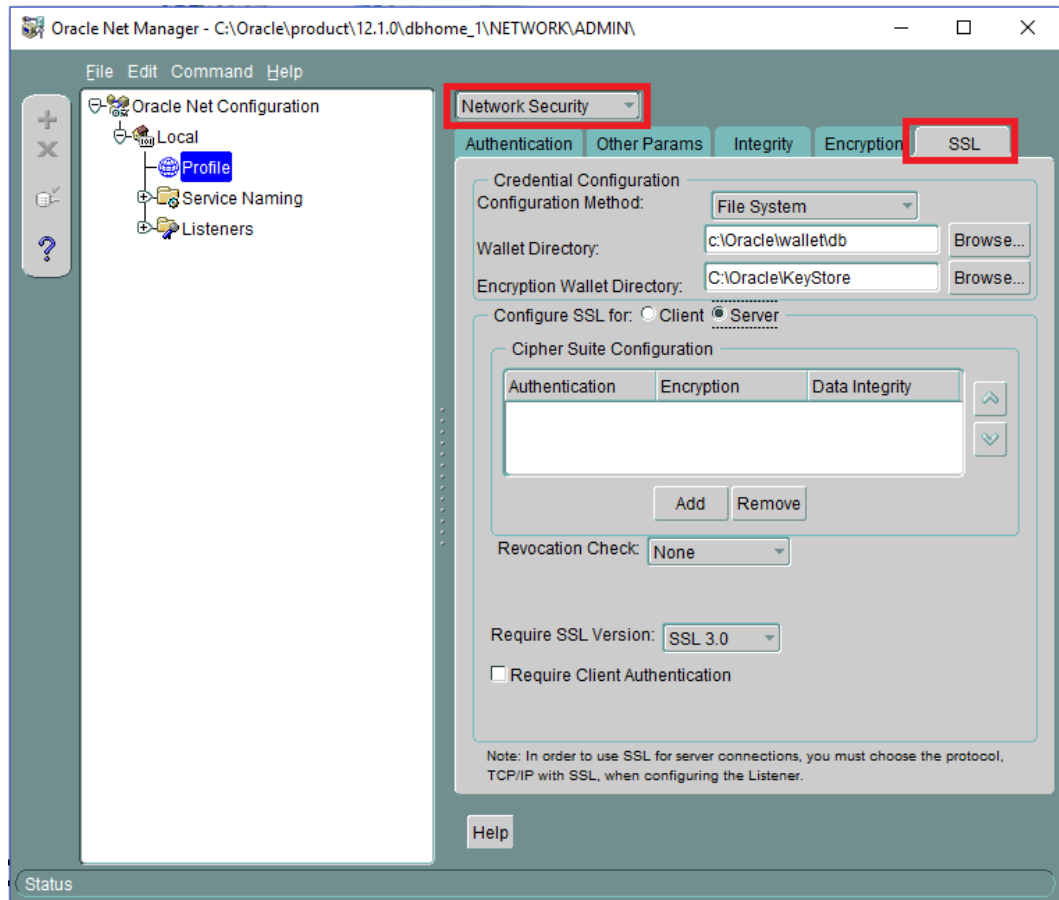 Oracle Net Manager - C:\Oracle\product\12.1.0\dbhome_1\NETWORK\ADMIN\
File Edit Command Help
Oracle Net Configuration
Local
Profile
Service Naming
Listeners
Network Security
Authentication Other Params Integrity Encryption SSL
Credential Configuration
Configuration Method: File System
Wallet Directory: c:\Oracle\wallet\db Browse...
Encryption Wallet Directory: C:\Oracle\KeyStore Browse...
Configure SSL for: Client Server
Cipher Suite Configuration
Authentication Encryption Data Integrity
Add Remove
Revocation Check: None
Require SSL Version: SSL 3.0
Require Client Authentication
Note: In order to use SSL for server connections, you must choose the protocol,
TCP/IP with SSL, when configuring the Listener.
Help
Status